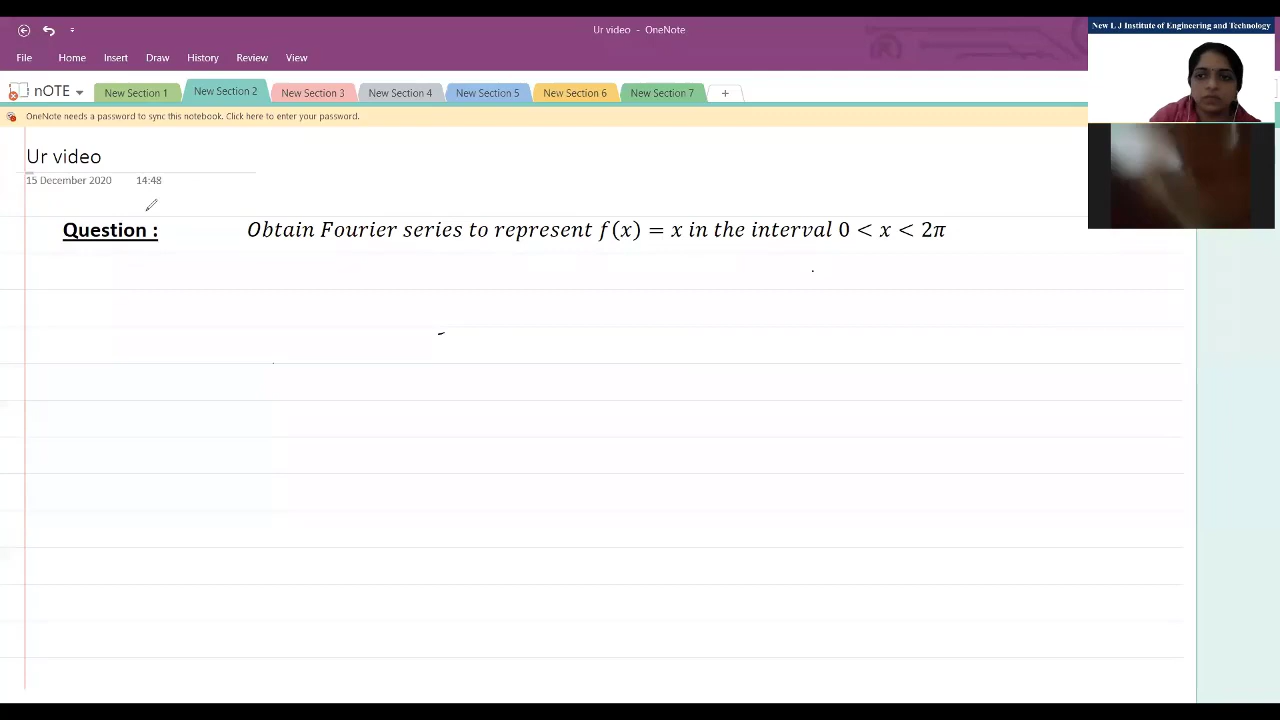 Ur video - OneNote
New L J Institute of Engineering and Technology
File Home Insert Draw History Review View
nOTE New Section 1 New Section 2 New Section 3 New Section 4 New Section 5 New Section 6 New Section 7 +
OneNote needs a password to sync this notebook. Click here to enter your password.
Ur video
15 December 2020 14:48
Question : Obtain Fourier series to represent f(x) = x in the interval 0 < x < 2π